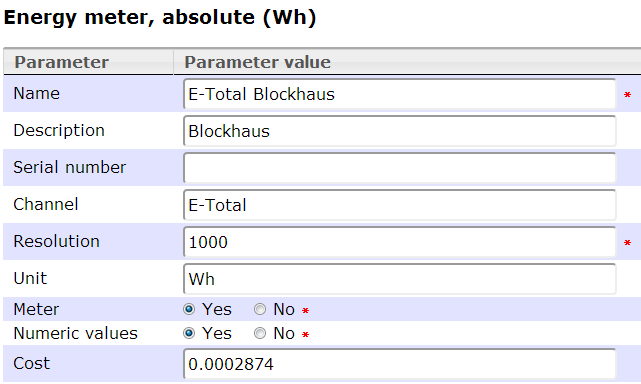 Energy meter, absolute (Wh)
Parameter Parameter value
Name E-Total Blockhaus *
Description Blockhaus
Serial number
Channel E-Total
Resolution 1000 *
Unit Wh
Meter Yes No *
Numeric values Yes No *
Cost 0.0002874